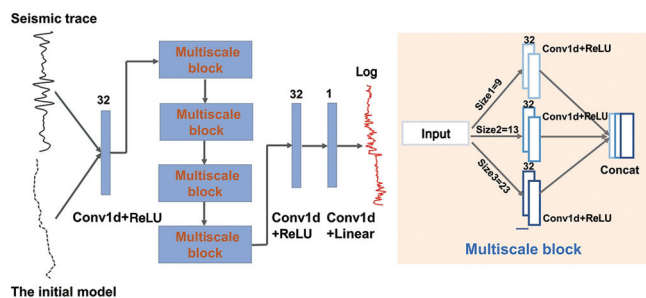 Seismic trace
32
Conv1d+ReLU
The initial model
Multiscale
block
Multiscale
block
Multiscale
block
Multiscale
block
32
Conv1d
+ReLU
1
Conv1d
+Linear
Log
Input
Size1=9
Size2=13
Size3=23
32
Conv1d+ReLU
32
Conv1d+ReLU
32
Conv1d+ReLU
Concat
Multiscale block